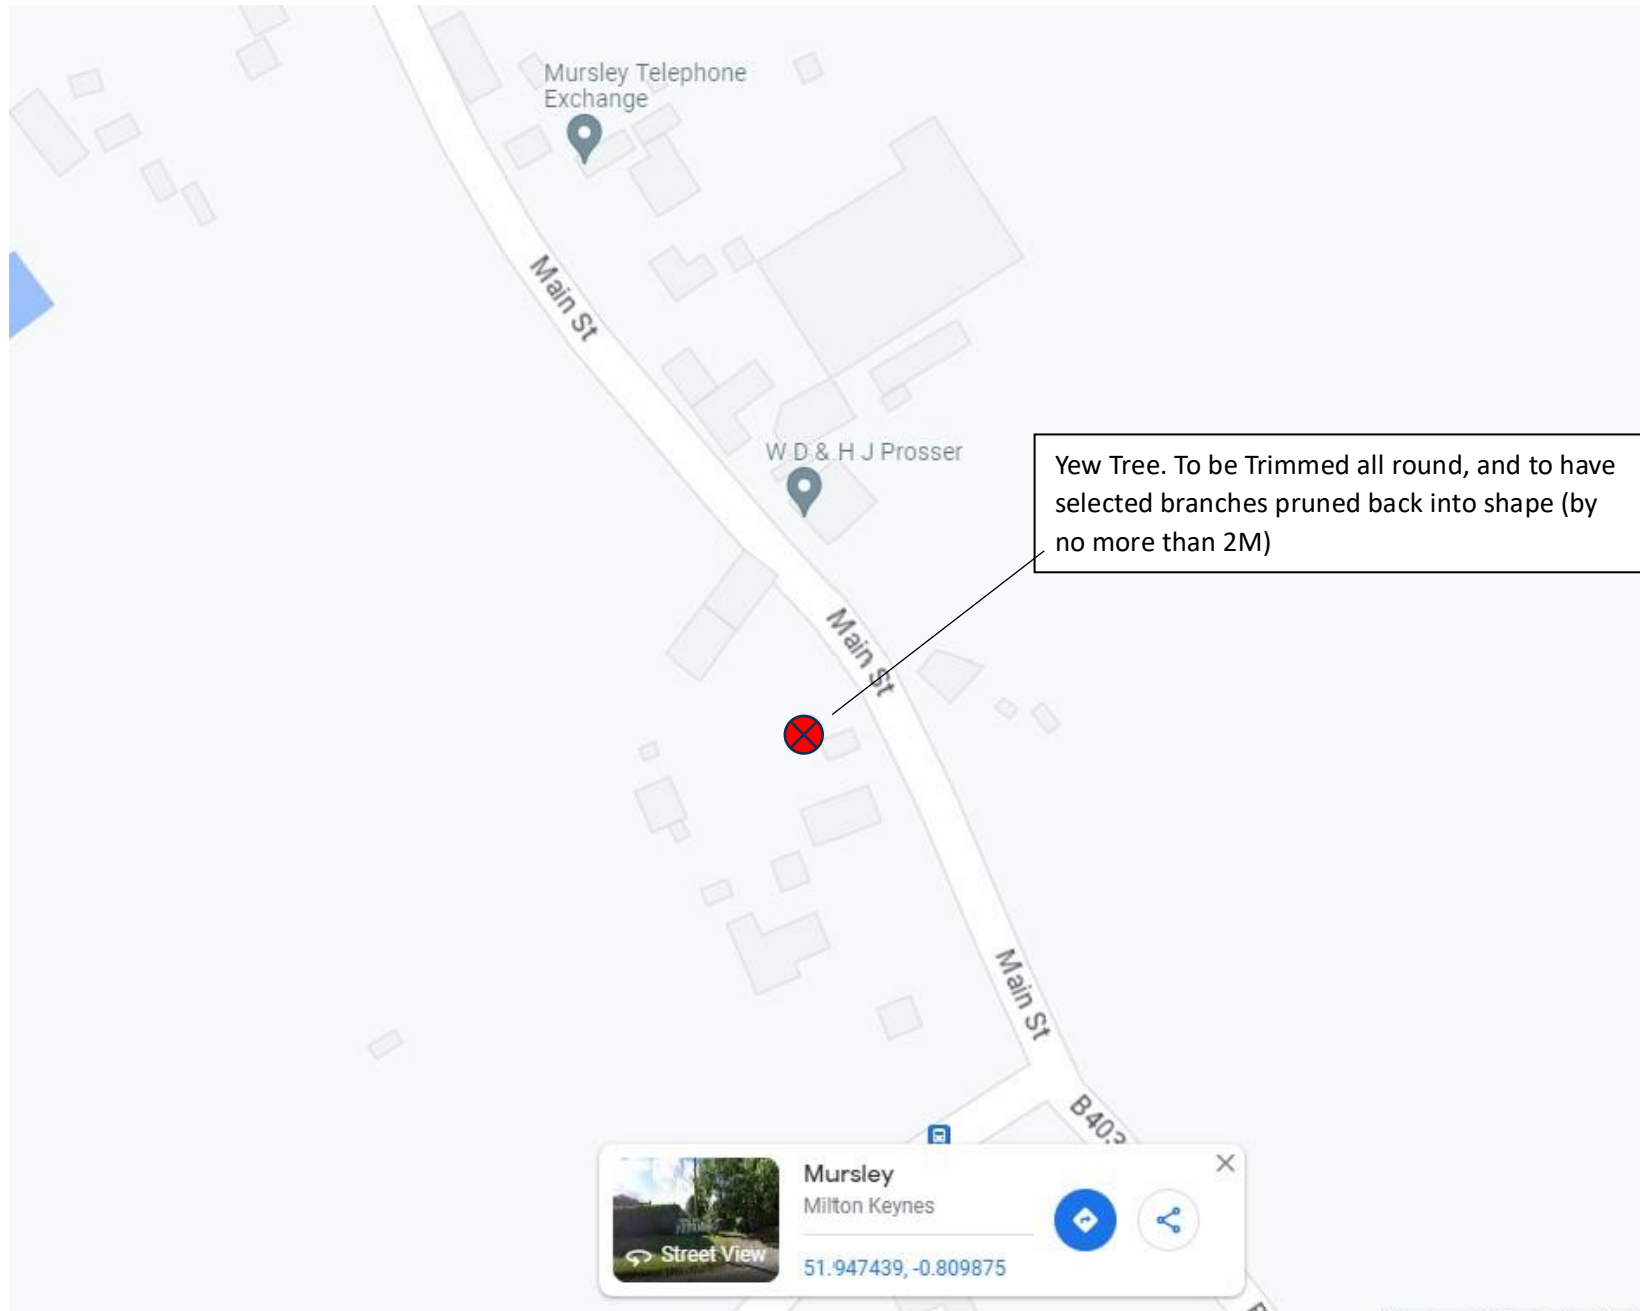 Mursley Telephone
Exchange
Main St
W D & H J Prosser
Yew Tree. To be Trimmed all round, and to have
selected branches pruned back into shape (by
no more than 2M)
Main St
Main St
B403
Mursley
Milton Keynes
Street View
51.947439, -0.809875